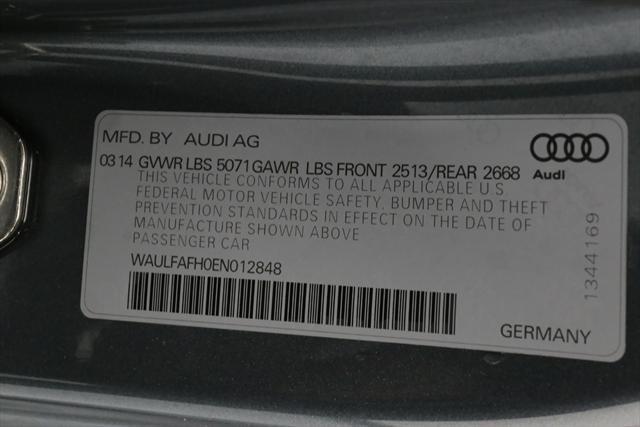 MFD. BY AUDI AG
0314 GVWR LBS 5071 GAWR LBS FRONT 2513/REAR 2668
THIS VEHICLE CONFORMS TO ALL APPLICABLE U.S.
FEDERAL MOTOR VEHICLE SAFETY, BUMPER AND THEFT
PREVENTION STANDARDS IN EFFECT ON THE DATE OF
MANUFACTURE SHOWN ABOVE
PASSENGER CAR
WAULFAFH0EN012848
Audi
1344169
GERMANY